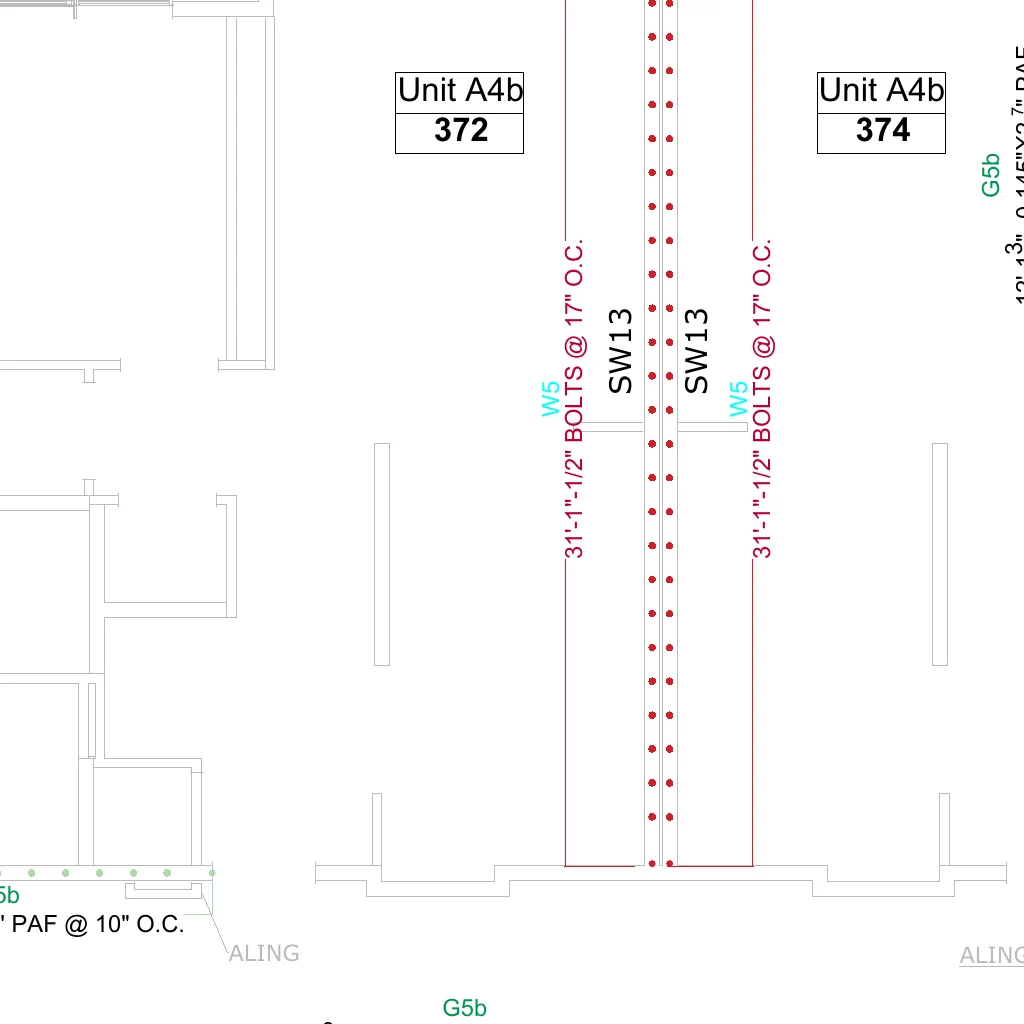 Unit A4b
372
Unit A4b
374
G5b
31'-1"-1/2" BOLTS @ 17" O.C.
SW13
SW13
31'-1"-1/2" BOLTS @ 17" O.C.
W5
W5
5b
' PAF @ 10" O.C.
ALING
ALING
G5b